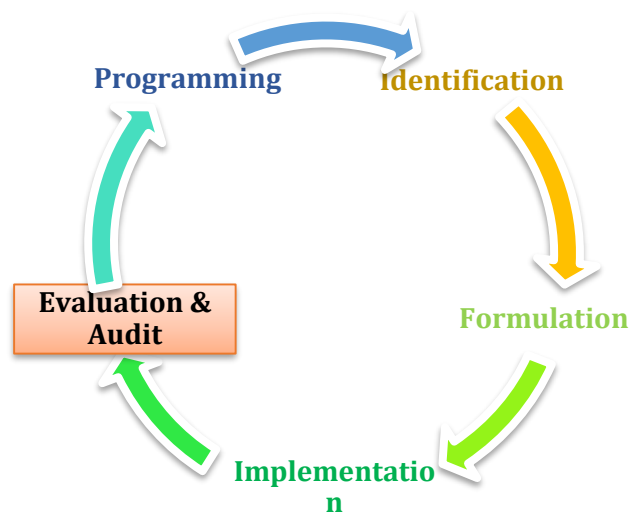 Programming
Identification
Evaluation &
Audit
Formulation
Implementatio
n